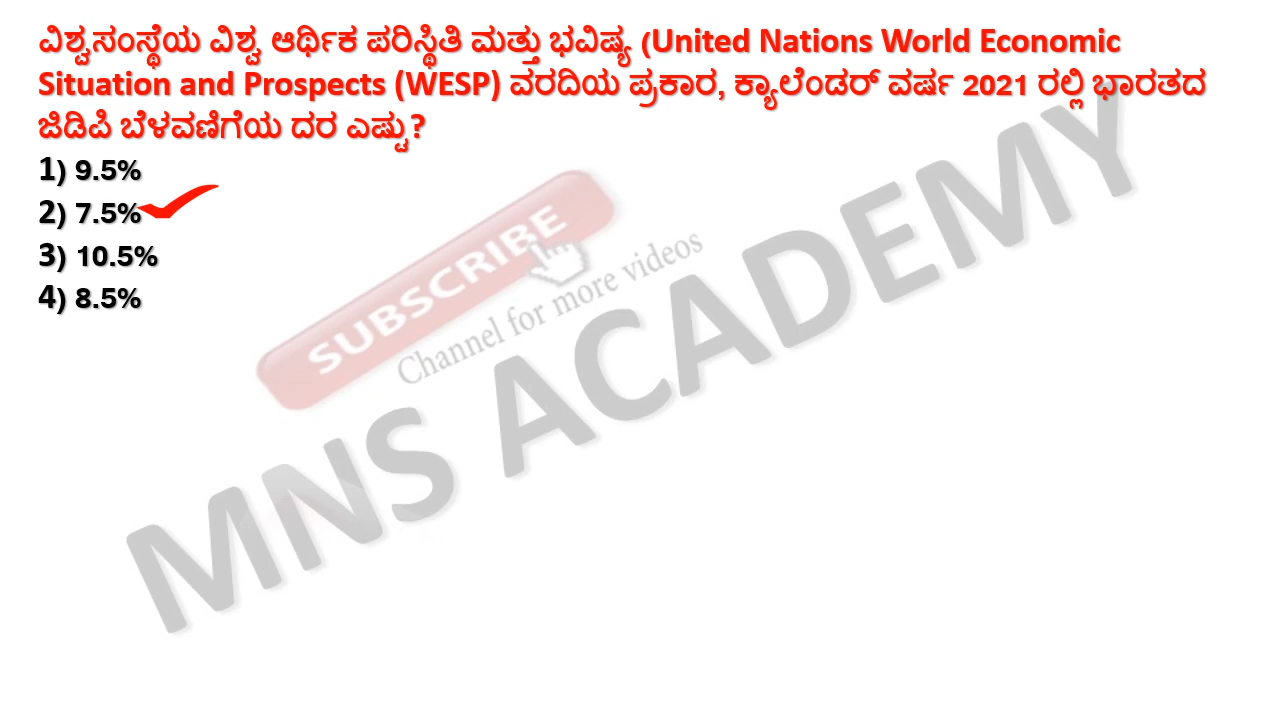 ವಿಶ್ವಸಂಸ್ಥೆಯ ವಿಶ್ವ ಆರ್ಥಿಕ ಪರಿಸ್ಥಿತಿ ಮತ್ತು ಭವಿಷ್ಯ (United Nations World Economic
Situation and Prospects (WESP) ವರದಿಯ ಪ್ರಕಾರ, ಕ್ಯಾಲೆಂಡರ್ ವರ್ಷ 2021 ರಲ್ಲಿ ಭಾರತದ
ಜಿಡಿಪಿ ಬೆಳವಣಿಗೆಯ ದರ ಎಷ್ಟು?
1) 9.5%
2) 7.5%
3) 10.5%
4) 8.5%
SUBSCRIBE
Channel for more videos
MNS ACADEMY